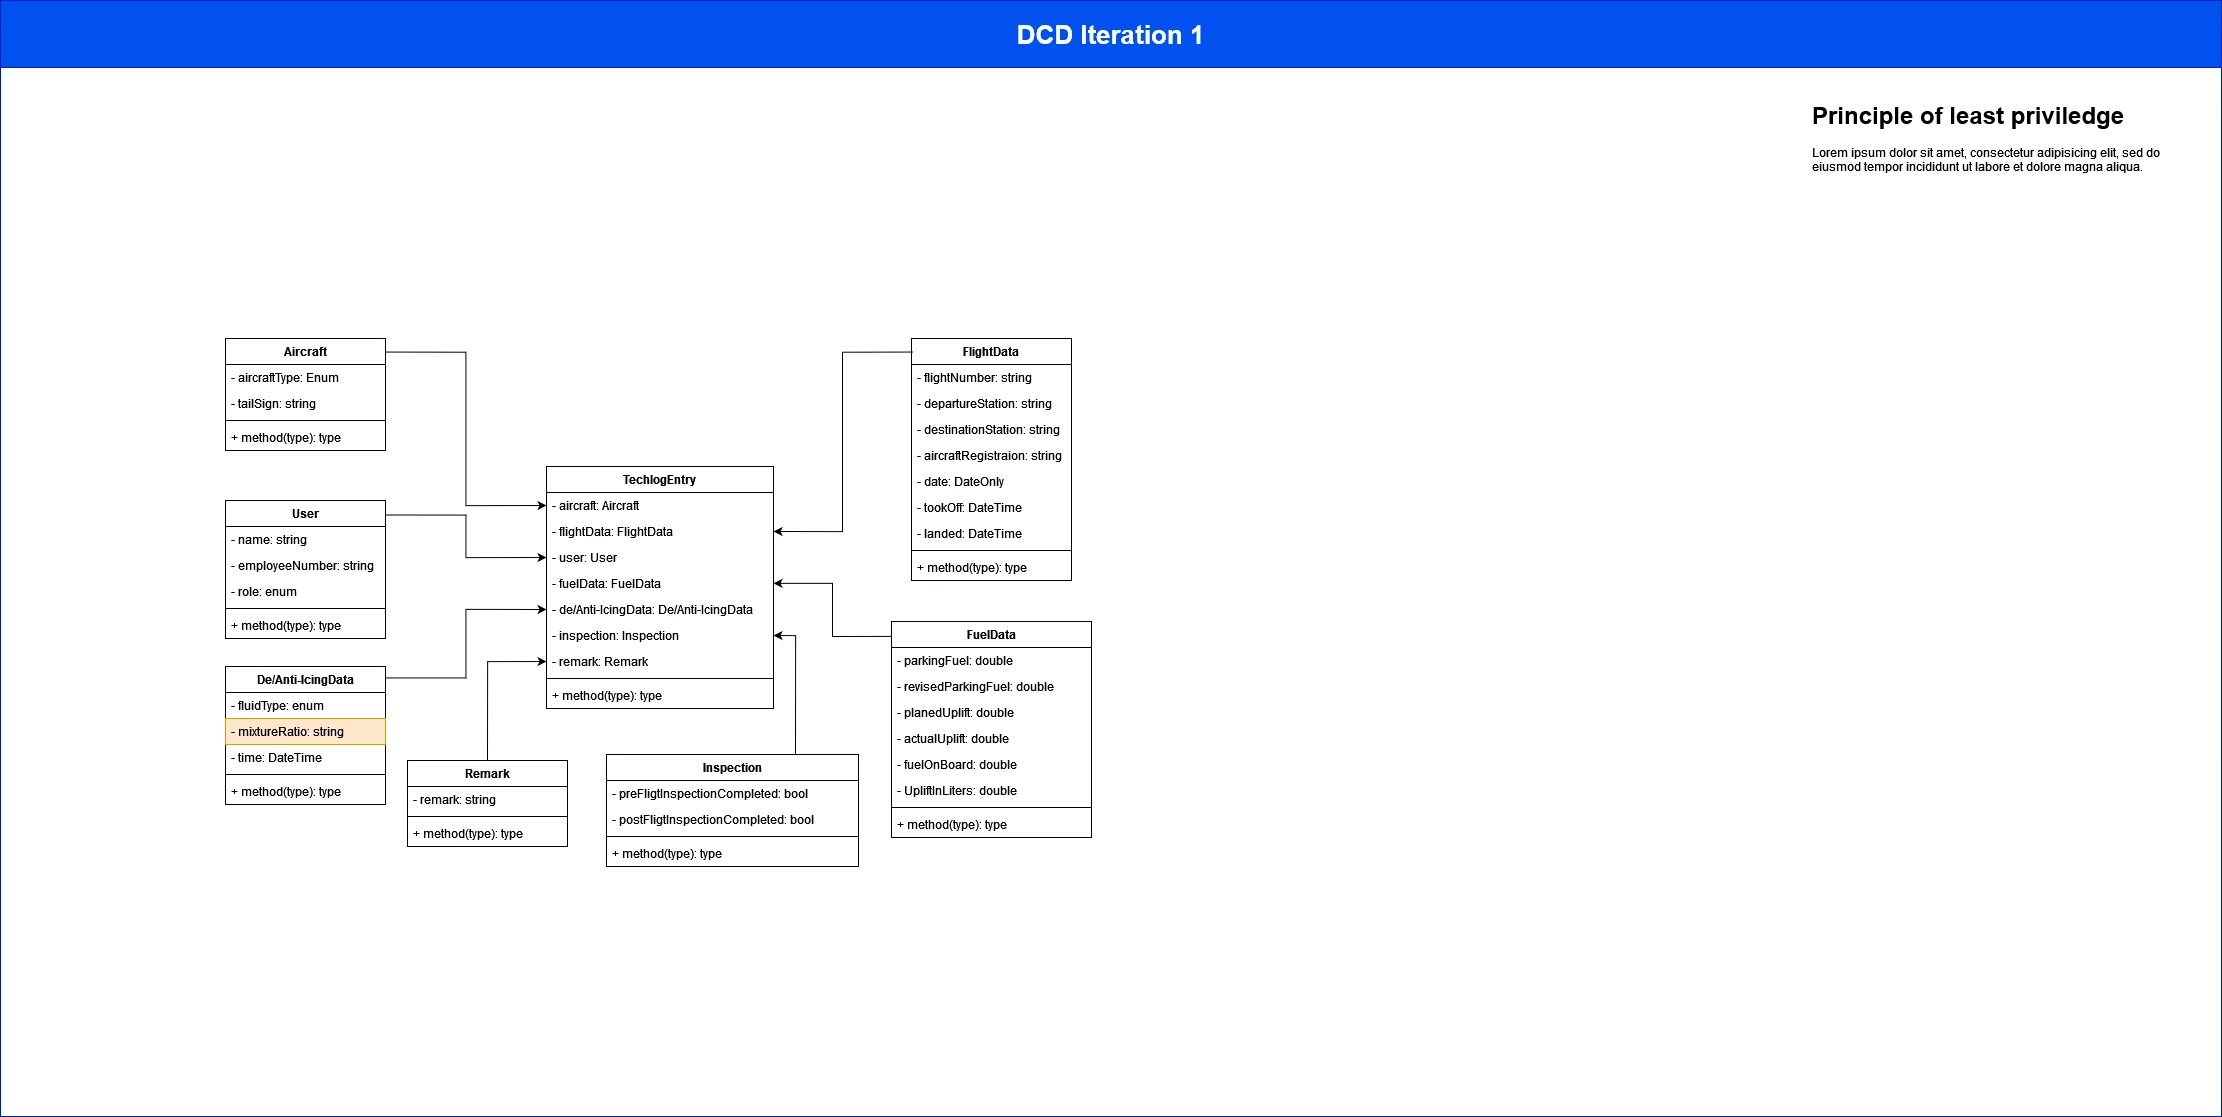 DCD Iteration 1
Principle of least priviledge
Lorem ipsum dolor sit amet, consectetur adipisicing elit, sed do
eiusmod tempor incididunt ut labore et dolore magna aliqua.
Aircraft
- aircraftType: Enum
- tailSign: string
+ method(type): type
User
- name: string
- employeeNumber: string
- role: enum
+ method(type): type
De/Anti-IcingData
- fluidType: enum
- mixtureRatio: string
- time: DateTime
+ method(type): type
TechlogEntry
- aircraft: Aircraft
- flightData: FlightData
- user: User
- fuelData: FuelData
- de/Anti-IcingData: De/Anti-IcingData
- inspection: Inspection
- remark: Remark
+ method(type): type
Remark
- remark: string
+ method(type): type
Inspection
- preFligtInspectionCompleted: bool
- postFligtInspectionCompleted: bool
+ method(type): type
FlightData
- flightNumber: string
- departureStation: string
- destinationStation: string
- aircraftRegistraion: string
- date: DateOnly
- tookOff: DateTime
- landed: DateTime
+ method(type): type
FuelData
- parkingFuel: double
- revisedParkingFuel: double
- planedUplift: double
- actualUplift: double
- fuelOnBoard: double
- UpliftInLiters: double
+ method(type): type